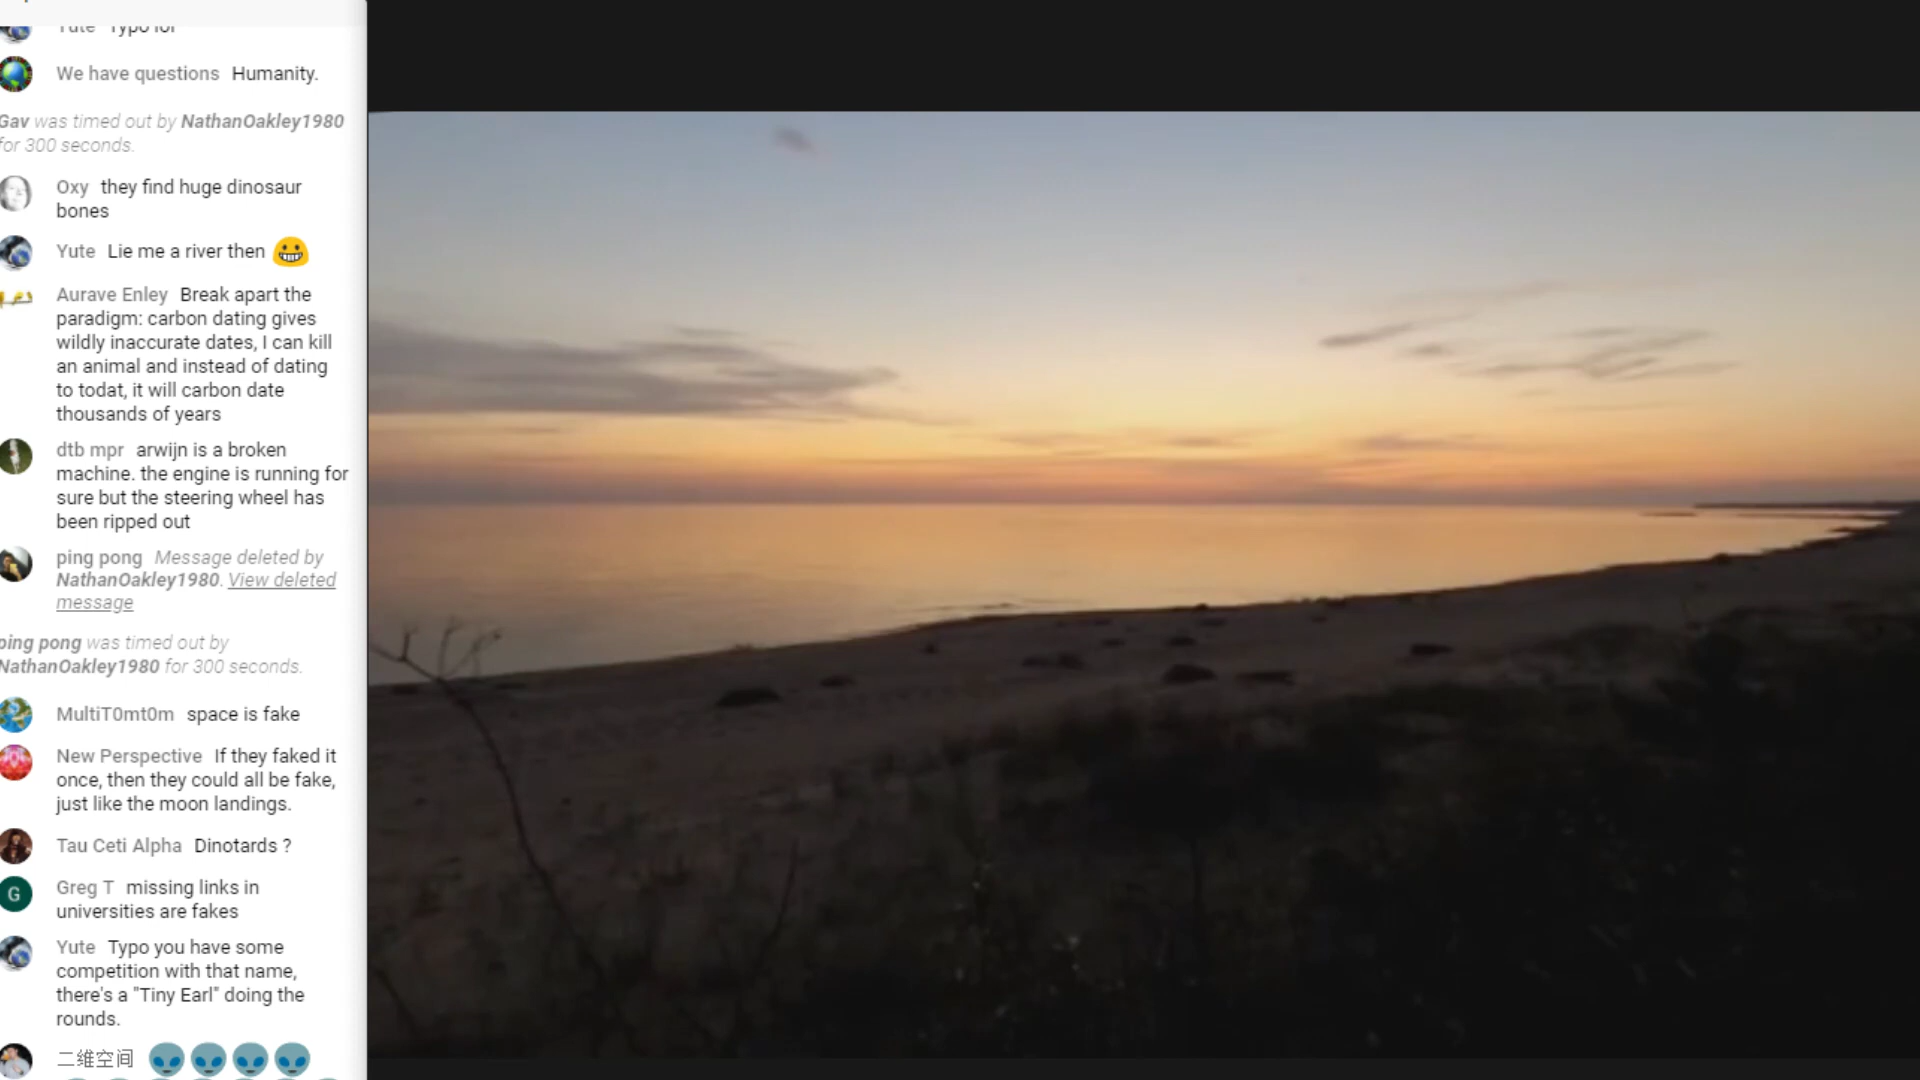 Yute Typo for
We have questions Humanity.
Gav was timed out by NathanOakley1980
for 300 seconds.
Oxy they find huge dinosaur
bones
Yute Lie me a river then
Aurave Enley Break apart the
paradigm: carbon dating gives
wildly inaccurate dates, I can kill
an animal and instead of dating
to todat, it will carbon date
thousands of years
dtb mpr arwijn is a broken
machine. the engine is running for
sure but the steering wheel has
been ripped out
ping pong Message deleted by
NathanOakley1980. View deleted
message
ping pong was timed out by
NathanOakley1980 for 300 seconds.
MultiT0mt0m space is fake
New Perspective If they faked it
once, then they could all be fake,
just like the moon landings.
Tau Ceti Alpha Dinotards ?
G
Greg T missing links in
universities are fakes
Yute Typo you have some
competition with that name,
there's a "Tiny Earl" doing the
rounds.
二维空间